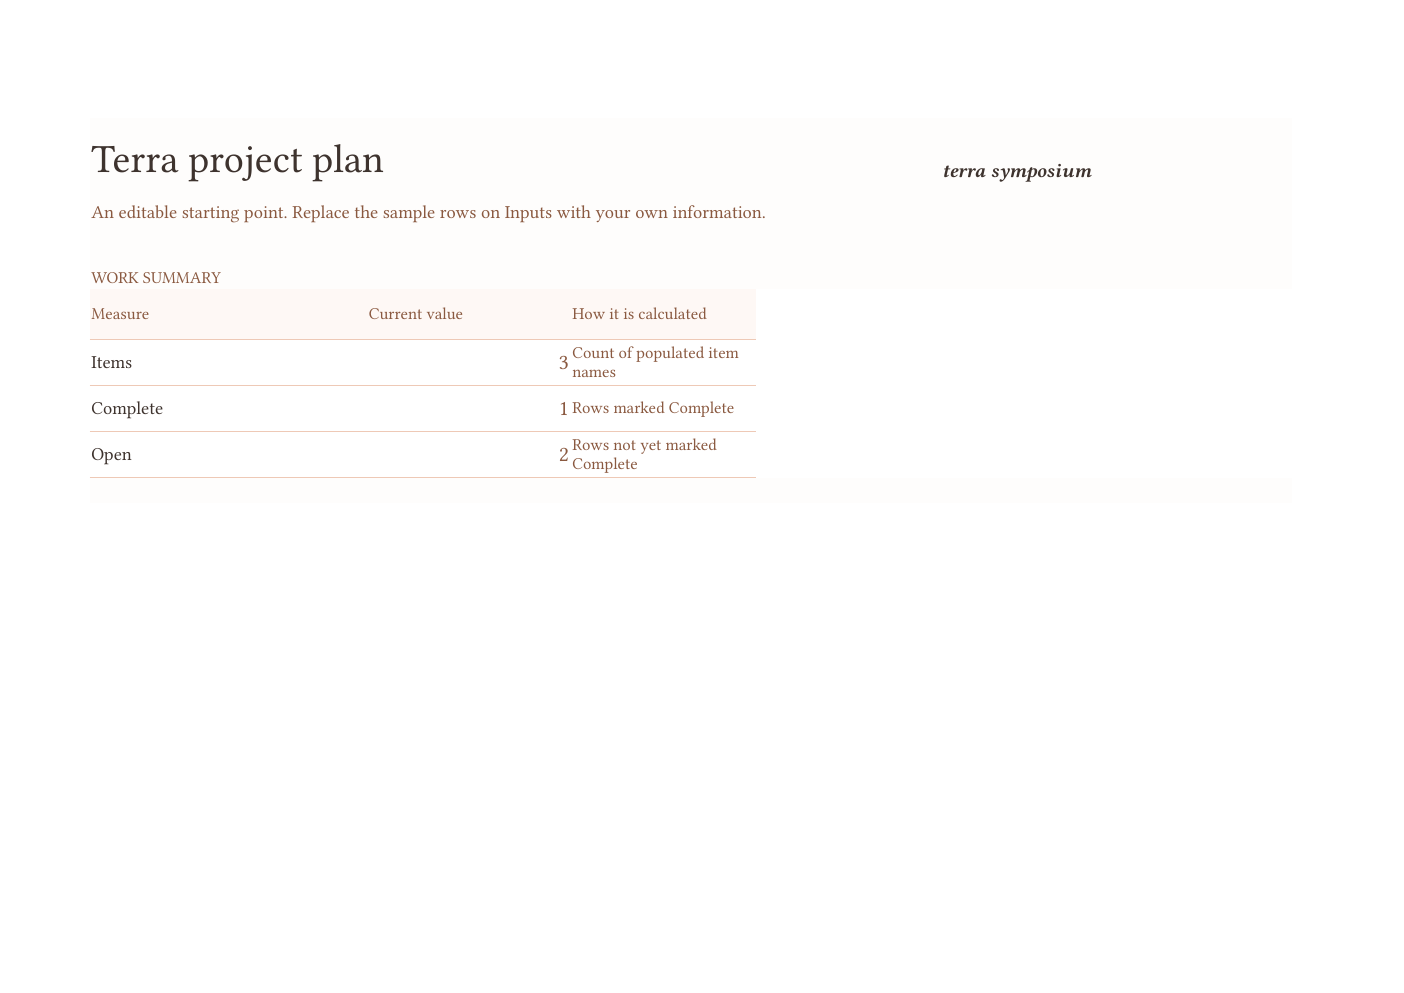 Terra project plan
terra symposium
An editable starting point. Replace the sample rows on Inputs with your own information.
WORK SUMMARY
Measure Current value How it is calculated
Items 3 Count of populated item
names
Complete 1 Rows marked Complete
Open 2 Rows not yet marked
Complete